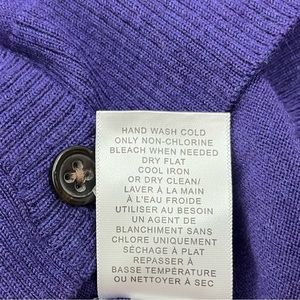 HAND WASH COLD
ONLY NON-CHLORINE
BLEACH WHEN NEEDED
DRY FLAT
COOL IRON
OR DRY CLEAN/
LAVER À LA MAIN
À L'EAU FROIDE
UTILISER AU BESOIN
UN AGENT DE
BLANCHIMENT SANS
CHLORE UNIQUEMENT
SÉCHAGE À PLAT
REPASSER À
BASSE TEMPÉRATURE
OU NETTOYER À SEC